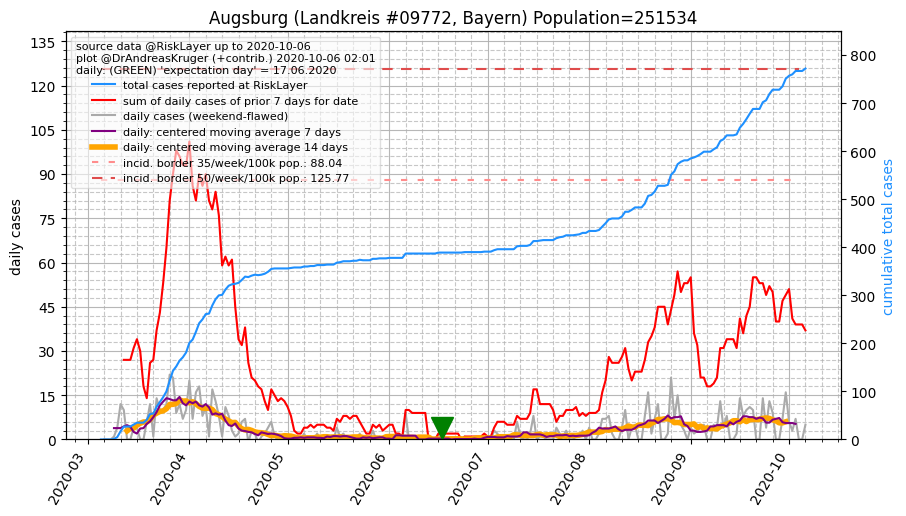 Augsburg (Landkreis #09772, Bayern) Population=251534
source data @RiskLayer up to 2020-10-06
plot @DrAndreasKruger (+contrib.) 2020-10-06 02:01
daily: (GREEN) 'expectation day' = 17.06.2020
total cases reported at RiskLayer
sum of daily cases of prior 7 days for date
daily cases (weekend-flawed)
daily: centered moving average 7 days
daily: centered moving average 14 days
incid. border 35/week/100k pop.: 88.04
incid. border 50/week/100k pop.: 125.77
daily cases
135
120
105
90
75
60
45
30
15
0
cumulative total cases
800
700
600
500
400
300
200
100
0
2020-03
2020-04
2020-05
2020-06
2020-07
2020-08
2020-09
2020-10